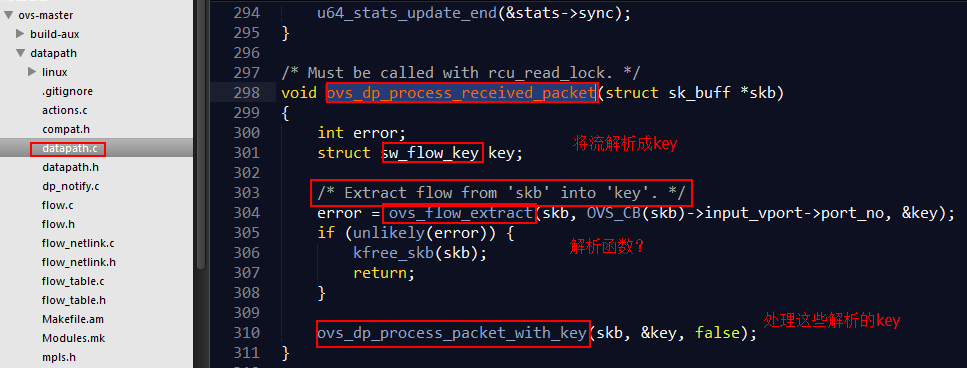 ovs-master
build-aux
datapath
linux
.gitignore
actions.c
compat.h
datapath.c
datapath.h
dp_notify.c
flow.c
flow.h
flow_netlink.c
flow_netlink.h
flow_table.c
flow_table.h
Makefile.am
Modules.mk
mpls.h
294 u64_stats_update_end(&stats->sync);
295 }
296
297 /* Must be called with rcu_read_lock. */
298 void ovs_dp_process_received_packet(struct sk_buff *skb)
299 {
300 int error;
301 struct sw_flow_key key;
将流解析成key
302
303 /* Extract flow from 'skb' into 'key'. */
304 error = ovs_flow_extract(skb, OVS_CB(skb)->input_vport->port_no, &key);
305 if (unlikely(error)) {
306 kfree_skb(skb);
解析函数?
307 return;
308 }
309
310 ovs_dp_process_packet_with_key(skb, &key, false);
处理这些解析的key
311 }